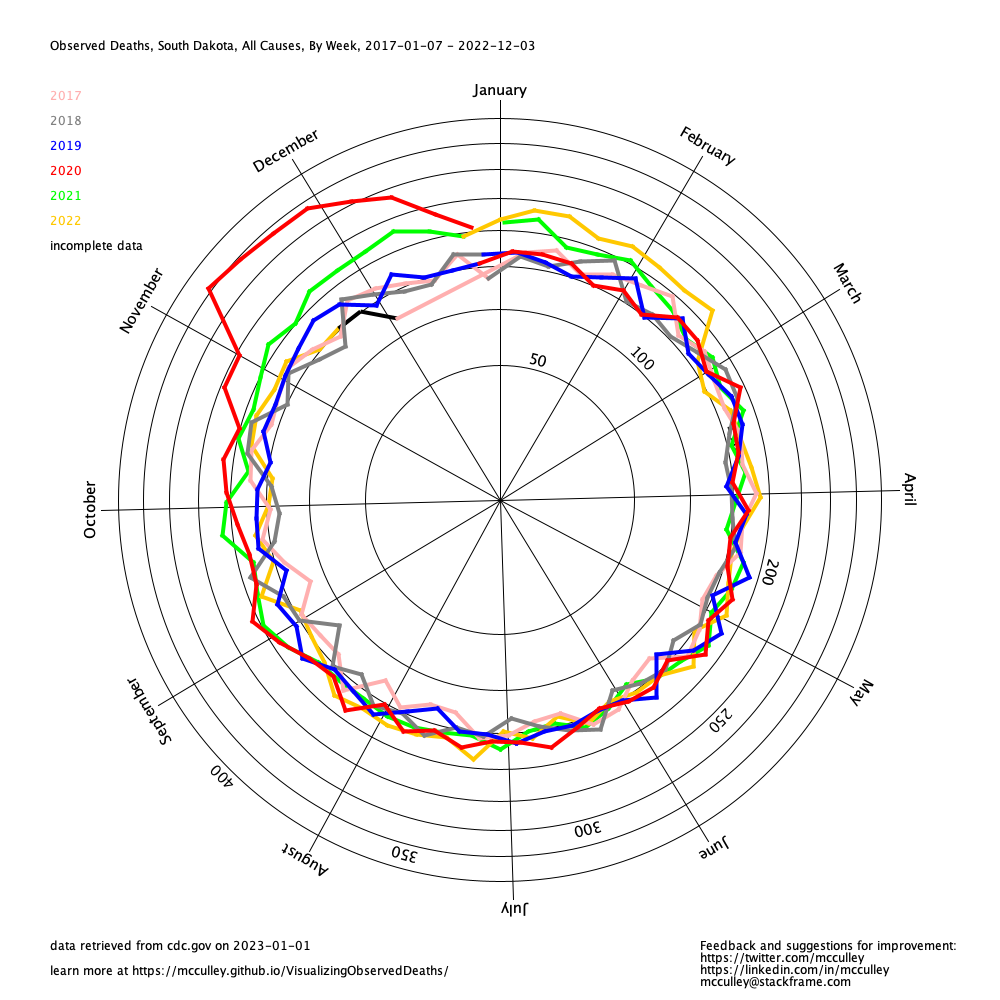 Observed Deaths, South Dakota, All Causes, By Week, 2017-01-07 - 2022-12-03
2017
2018
2019
2020
2021
2022
incomplete data
January
February
March
April
May
June
July
August
September
October
November
December
50
100
200
250
300
350
400
data retrieved from cdc.gov on 2023-01-01
learn more at https://mcculley.github.io/VisualizingObservedDeaths/
Feedback and suggestions for improvement:
https://twitter.com/mcculley
https://linkedin.com/in/mcculley
mcculley@stackframe.com